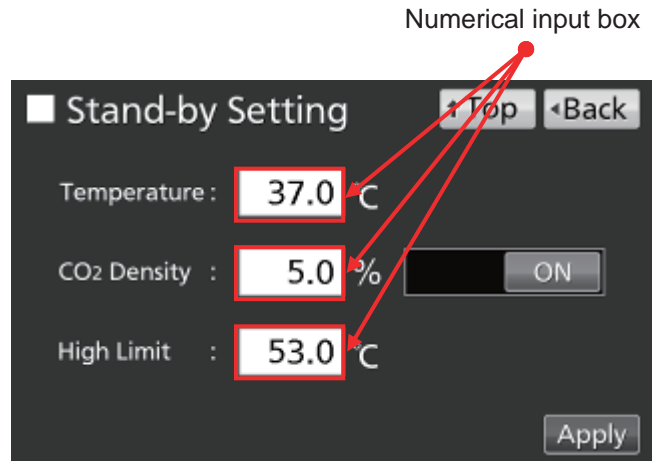 Numerical input box
Stand-by Setting ↑Top ◂Back
Temperature : 37.0 °C
CO2 Density : 5.0 % ON
High Limit : 53.0 °C
Apply